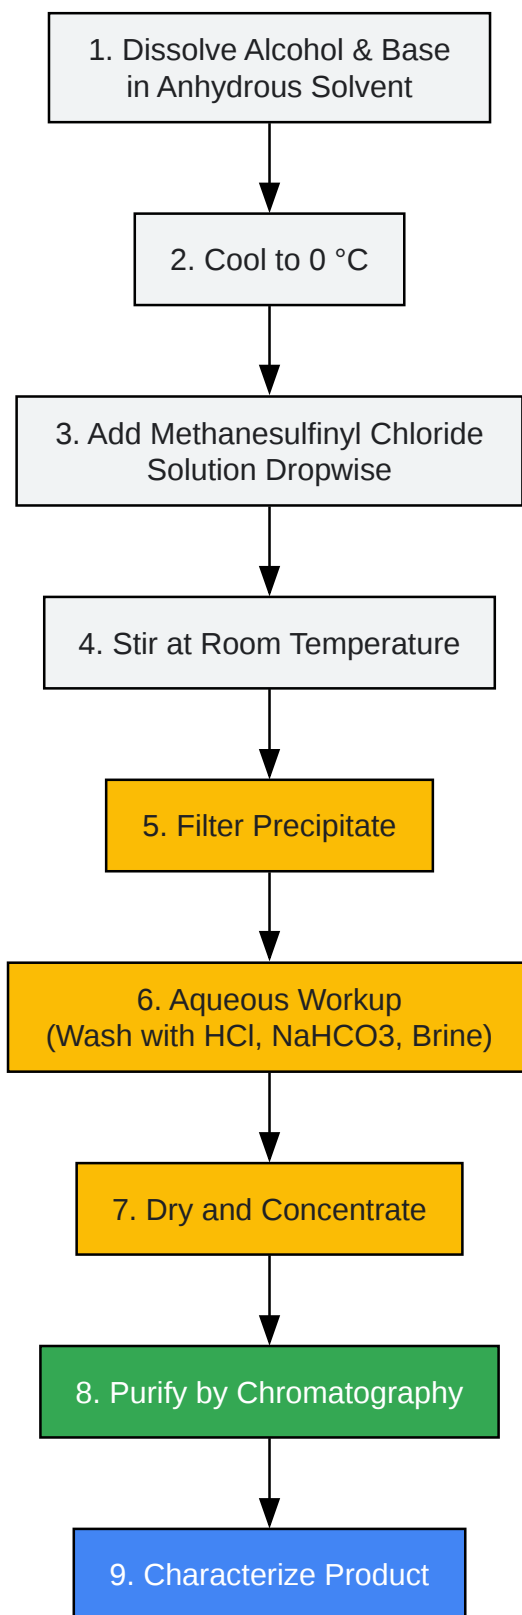 1. Dissolve Alcohol & Base
in Anhydrous Solvent
2. Cool to 0 °C
3. Add Methanesulfinyl Chloride
Solution Dropwise
4. Stir at Room Temperature
5. Filter Precipitate
6. Aqueous Workup
(Wash with HCl, NaHCO3, Brine)
7. Dry and Concentrate
8. Purify by Chromatography
9. Characterize Product